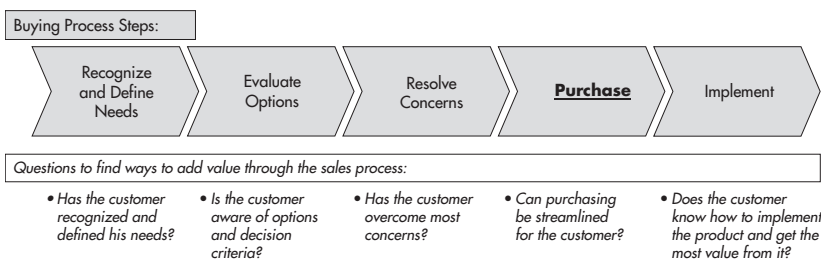 Buying Process Steps:
Recognize
and Define
Needs
Evaluate
Options
Resolve
Concerns
Purchase
Implement
Questions to find ways to add value through the sales process:
• Has the customer
recognized and
defined his needs?
• Is the customer
aware of options
and decision
criteria?
• Has the customer
overcome most
concerns?
• Can purchasing
be streamlined
for the customer?
• Does the customer
know how to implement
the product and get the
most value from it?